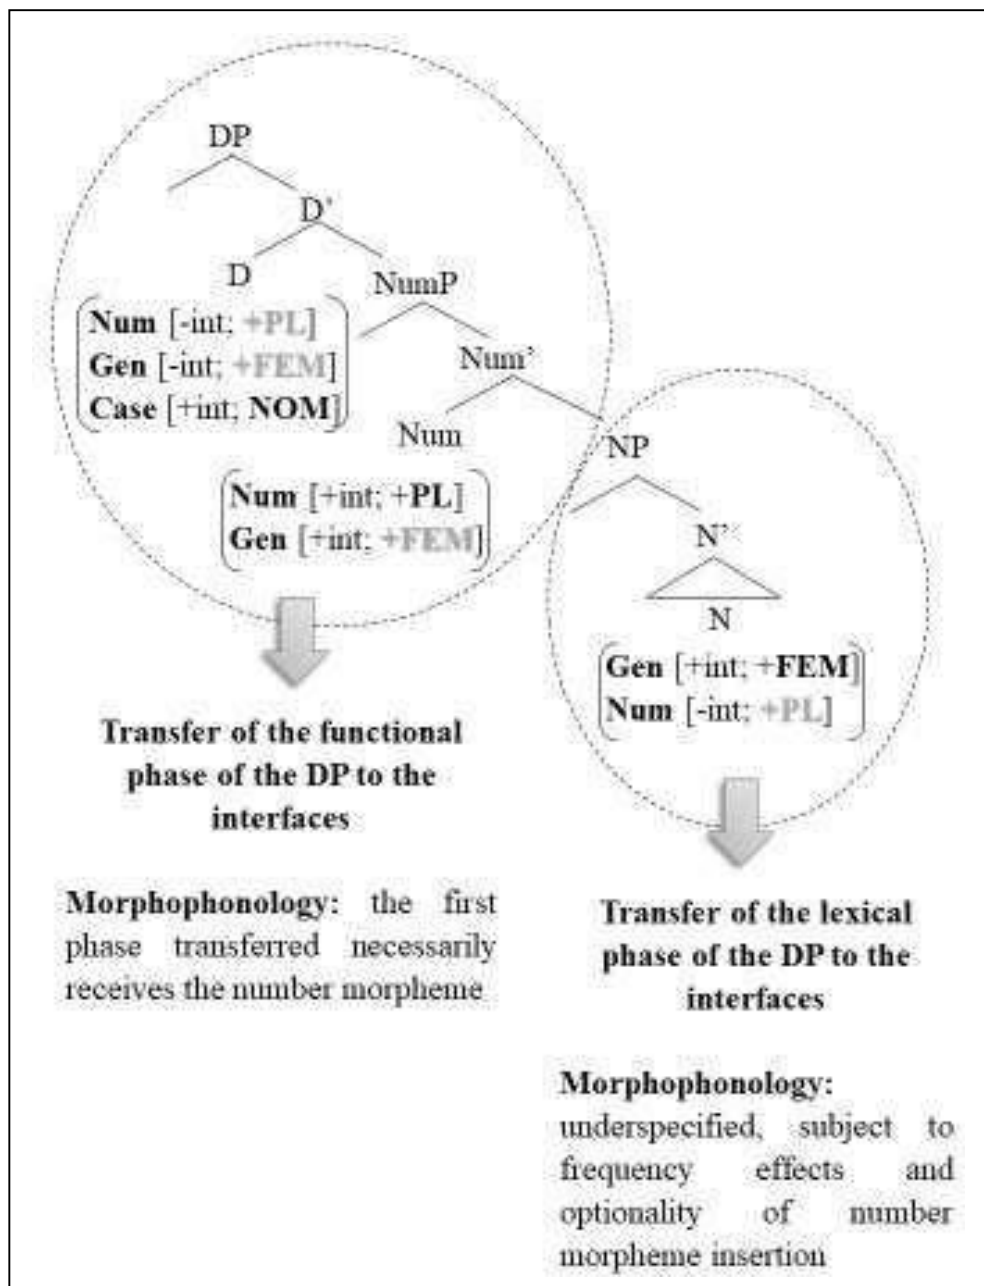 DP
D’
D
NumP
Num [-int; +PL]
Gen [-int; +FEM]
Case [+int; NOM]
Num’
Num
NP
Num [+int; +PL]
Gen [+int; +FEM]
N’
N
Gen [+int; +FEM]
Num [-int; +PL]
Transfer of the functional
phase of the DP to the
interfaces
Morphophonology: the first
phase transferred necessarily
receives the number morpheme
Transfer of the lexical
phase of the DP to the
interfaces
Morphophonology:
underspecified, subject to
frequency effects and
optionality of number
morpheme insertion